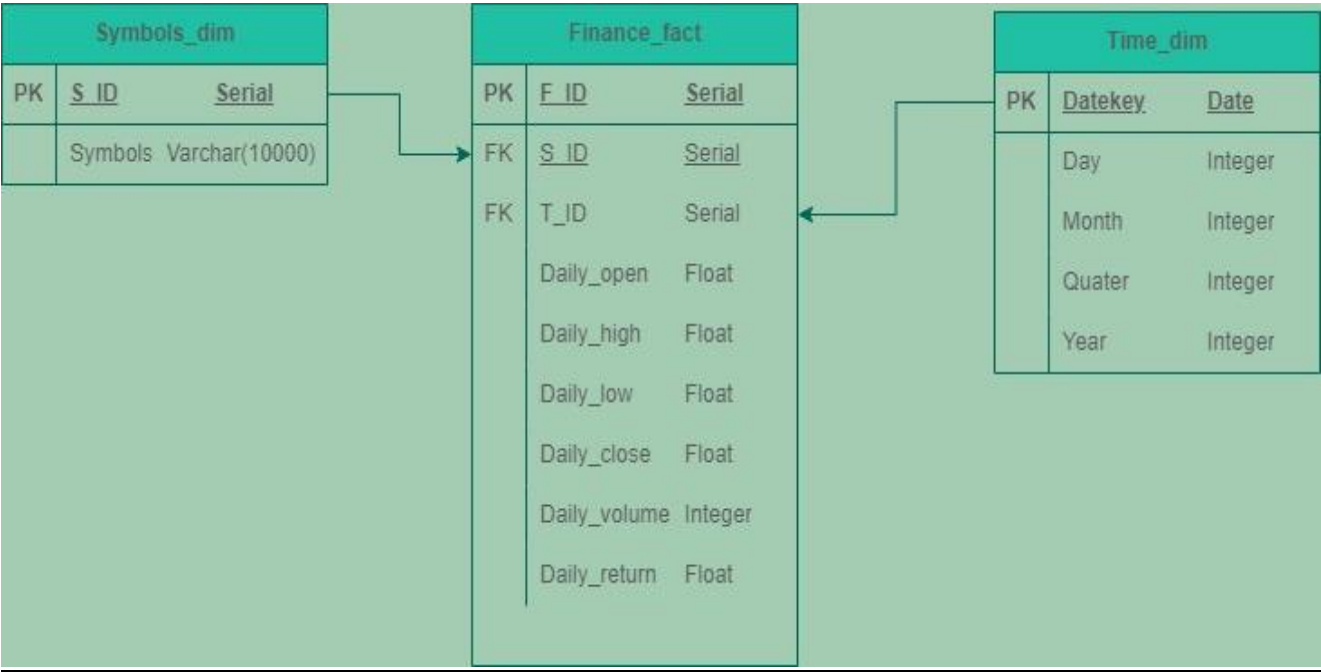 Symbols_dim
PK S_ID Serial
Symbols Varchar(10000)
Finance_fact
PK F_ID Serial
FK S_ID Serial
FK T_ID Serial
Daily_open Float
Daily_high Float
Daily_low Float
Daily_close Float
Daily_volume Integer
Daily_return Float
Time_dim
PK Datekey Date
Day Integer
Month Integer
Quater Integer
Year Integer